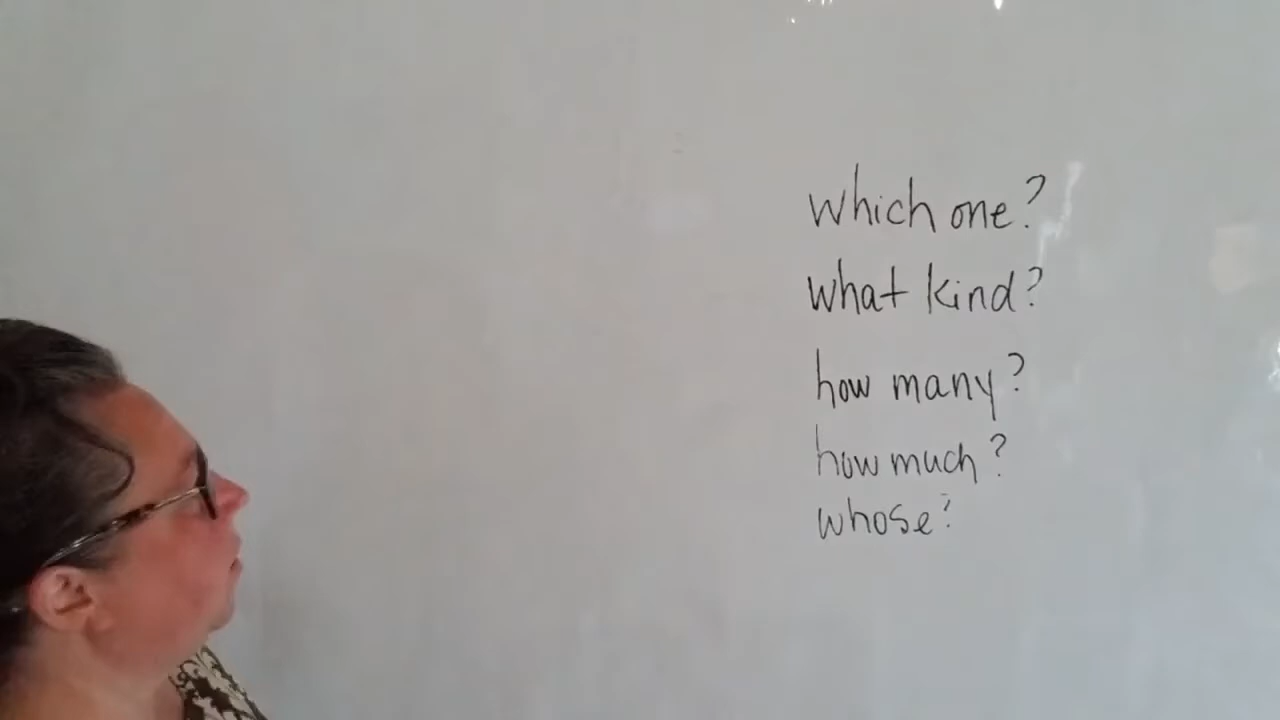 which one?
what kind?
how many?
how much?
whose?